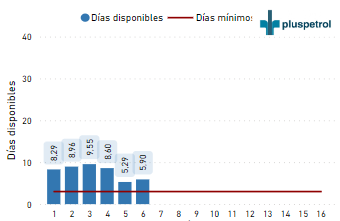 Días disponibles Días mínimo: pluspetrol
40
30
20
10
0
Días disponibles
8,29 8,96 9,55 8,60 5,29 5,90
1 2 3 4 5 6 7 8 9 10 11 12 13 14 15 16